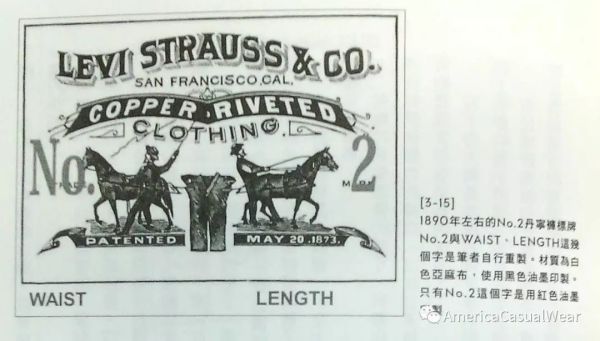 LEVI STRAUSS & CO.
SAN FRANCISCO, CAL.
COPPER RIVETED
CLOTHING.
No. 2
PATENTED MAY 20. 1873.
WAIST LENGTH
[3-15]
1890年左右的No.2丹寧褲標牌
No.2與WAIST、LENGTH這幾
個字是筆者自行重製。材質為白
色亞麻布，使用黑色油墨印製。
只有No.2這個字是用紅色油墨
製
AmericaCasualWear